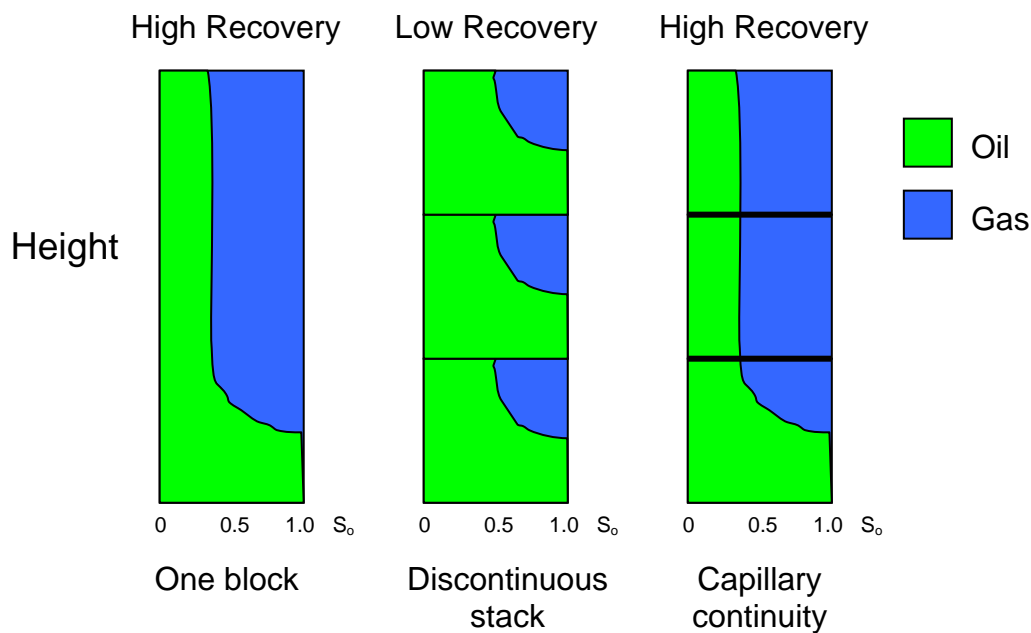 High Recovery
Low Recovery
High Recovery
Oil
Gas
Height
0 0.5 1.0 Sₒ
0 0.5 1.0 Sₒ
0 0.5 1.0 Sₒ
One block
Discontinuous
stack
Capillary
continuity